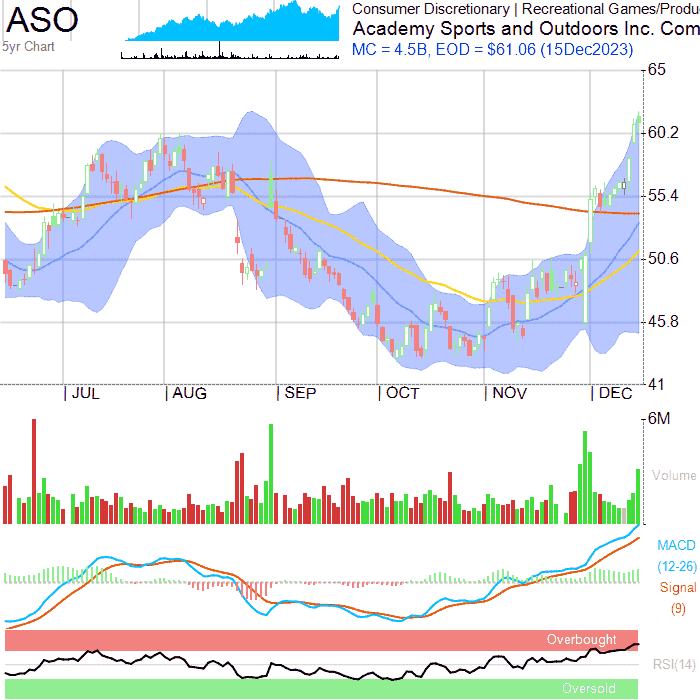 ASO
5yr Chart
Consumer Discretionary | Recreational Games/Produ
Academy Sports and Outdoors Inc. Com
MC = 4.5B, EOD = $61.06 (15Dec2023)
65
60.2
55.4
50.6
45.8
41
JUL AUG SEP OCT NOV DEC
6M
Volume
MACD
(12-26)
Signal
(9)
Overbought
RSI(14)
Oversold